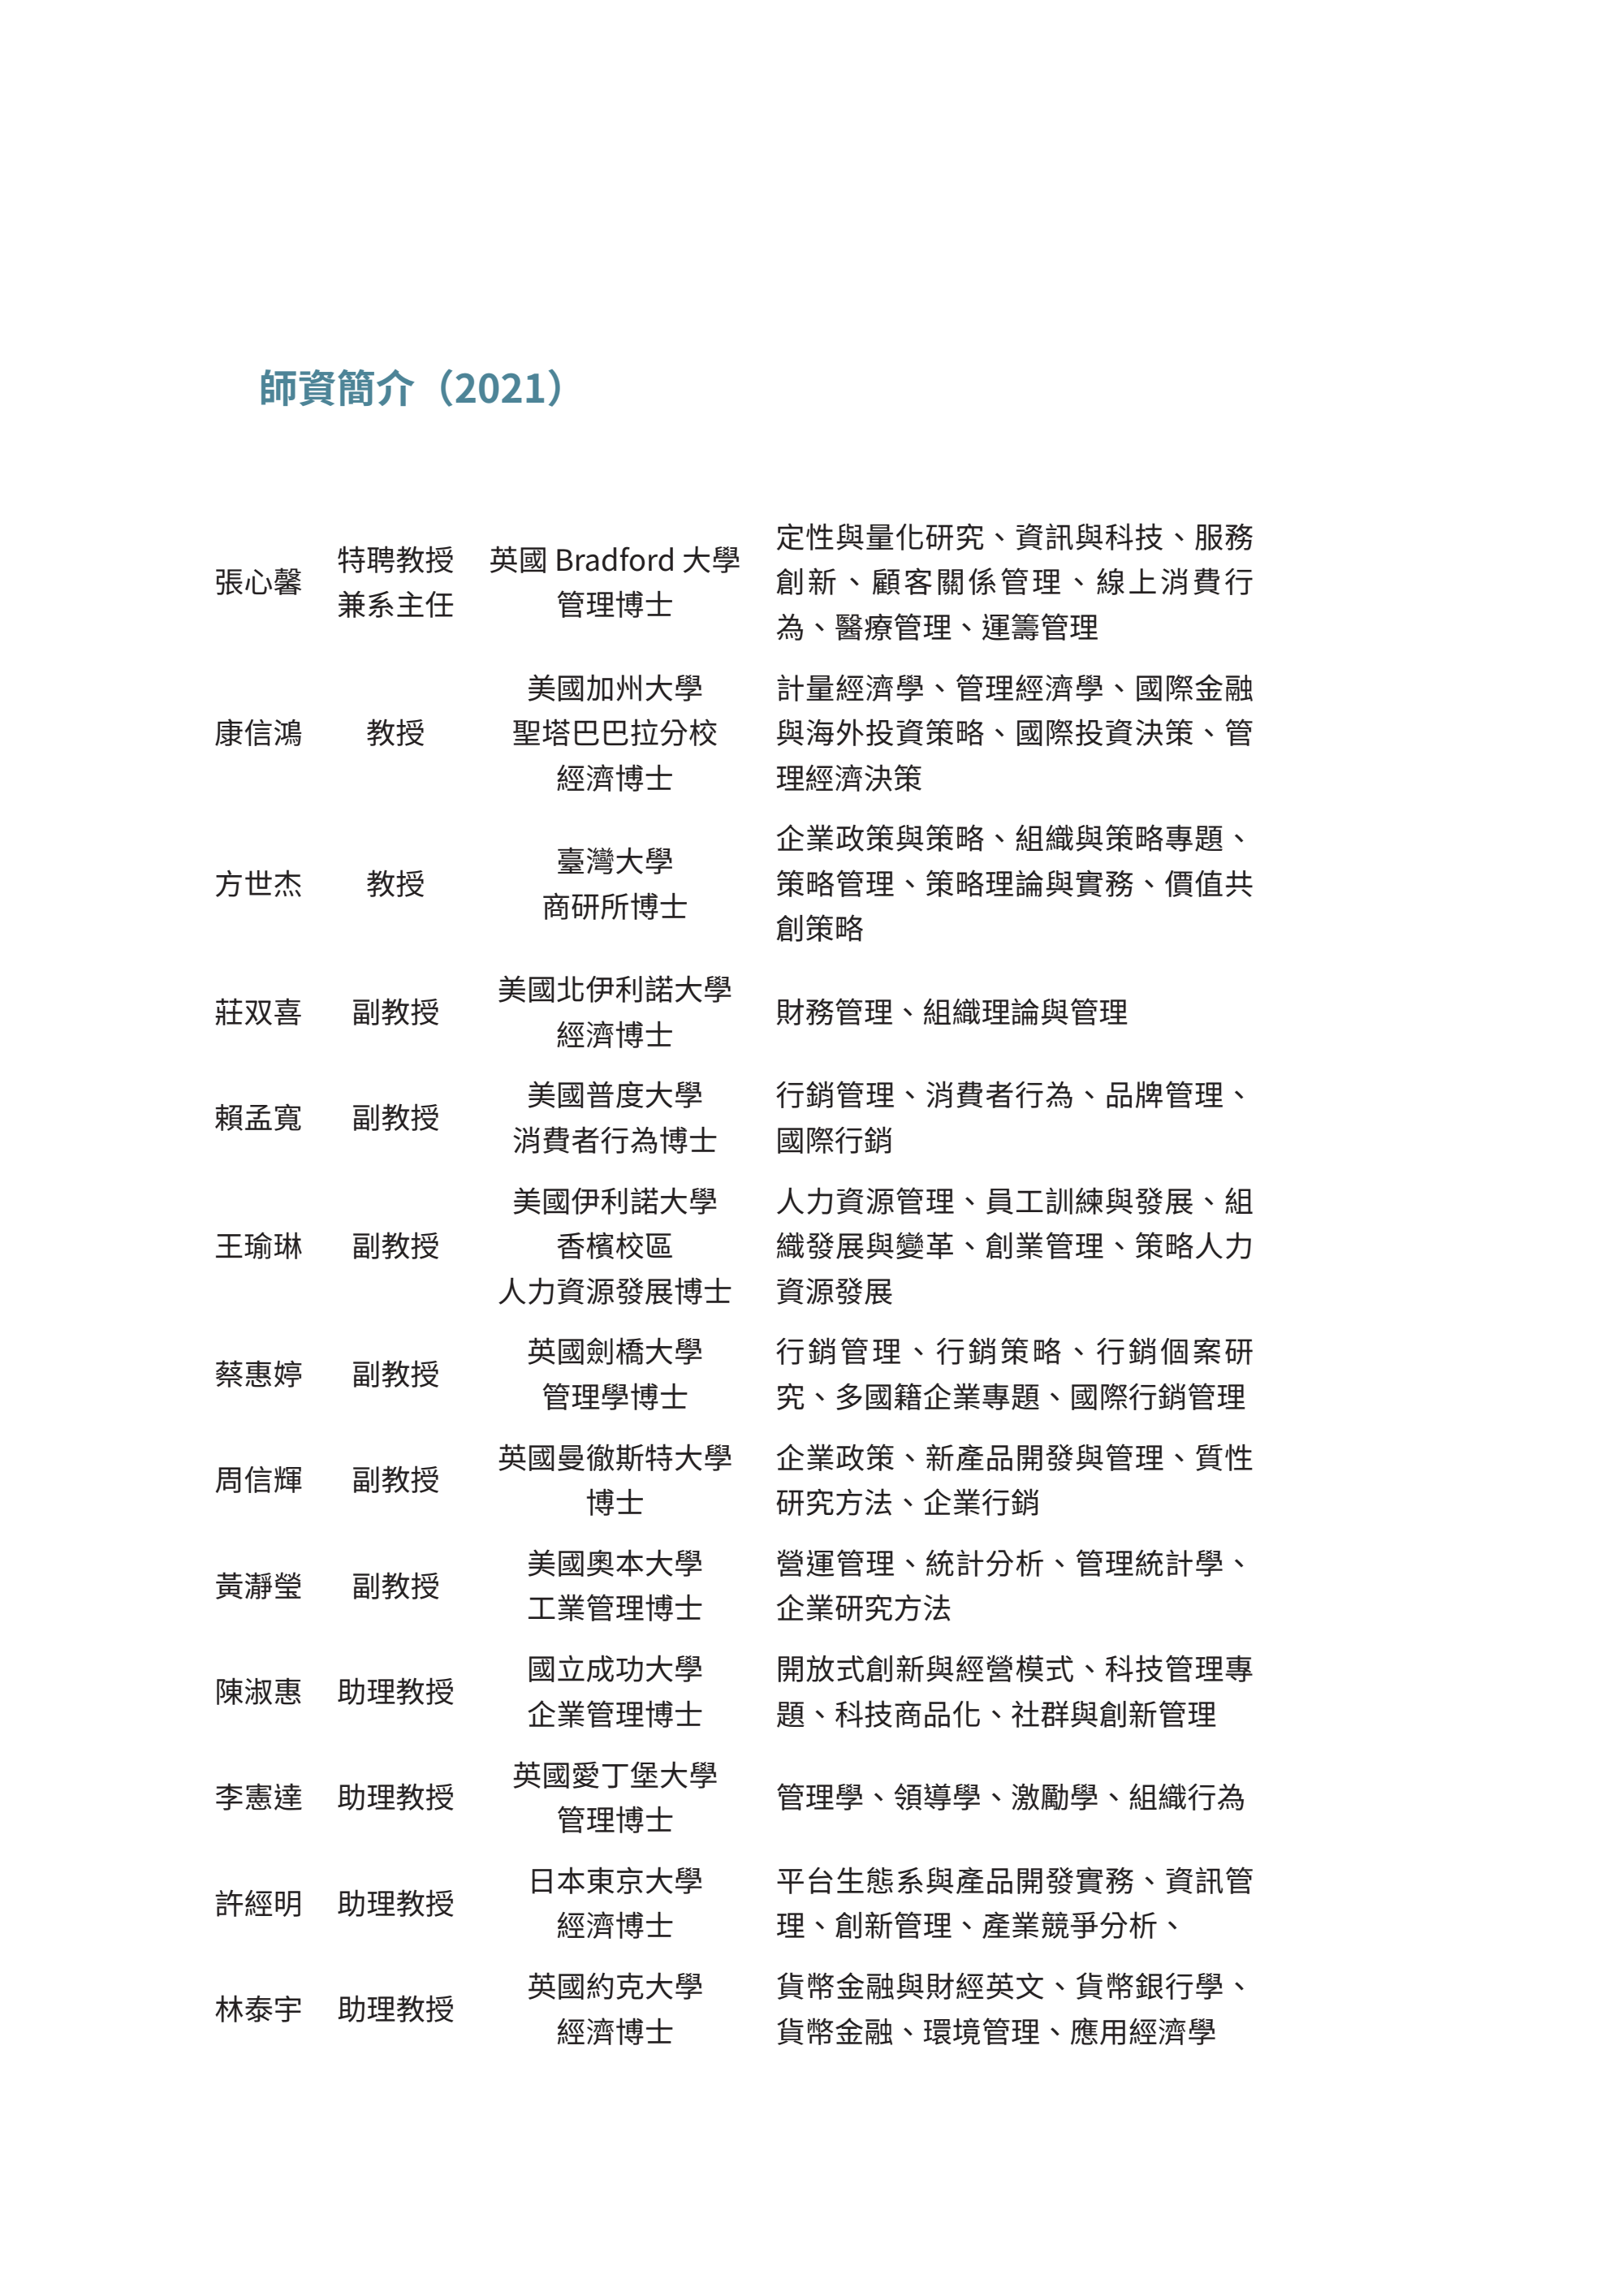 師資簡介（2021）
張心馨
特聘教授
兼系主任
英國 Bradford 大學
管理博士
定性與量化研究、資訊與科技、服務
創新、顧客關係管理、線上消費行
為、醫療管理、運籌管理
康信鴻
教授
美國加州大學
聖塔巴巴拉分校
經濟博士
計量經濟學、管理經濟學、國際金融
與海外投資策略、國際投資決策、管
理經濟決策
方世杰
教授
臺灣大學
商研所博士
企業政策與策略、組織與策略專題、
策略管理、策略理論與實務、價值共
創策略
莊双喜
副教授
美國北伊利諾大學
經濟博士
財務管理、組織理論與管理
賴孟寬
副教授
美國普度大學
消費者行為博士
行銷管理、消費者行為、品牌管理、
國際行銷
王瑜琳
副教授
美國伊利諾大學
香檳校區
人力資源發展博士
人力資源管理、員工訓練與發展、組
織發展與變革、創業管理、策略人力
資源發展
蔡惠婷
副教授
英國劍橋大學
管理學博士
行銷管理、行銷策略、行銷個案研
究、多國籍企業專題、國際行銷管理
周信輝
副教授
英國曼徹斯特大學
博士
企業政策、新產品開發與管理、質性
研究方法、企業行銷
黃瀞瑩
副教授
美國奧本大學
工業管理博士
營運管理、統計分析、管理統計學、
企業研究方法
陳淑惠
助理教授
國立成功大學
企業管理博士
開放式創新與經營模式、科技管理專
題、科技商品化、社群與創新管理
李憲達
助理教授
英國愛丁堡大學
管理博士
管理學、領導學、激勵學、組織行為
許經明
助理教授
日本東京大學
經濟博士
平台生態系與產品開發實務、資訊管
理、創新管理、產業競爭分析、
林泰宇
助理教授
英國約克大學
經濟博士
貨幣金融與財經英文、貨幣銀行學、
貨幣金融、環境管理、應用經濟學